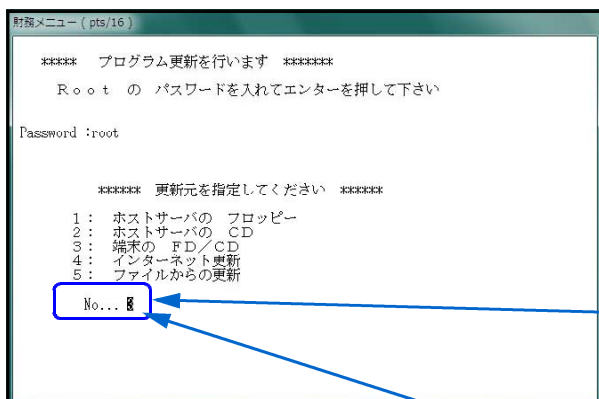 財務メニュー ( pts/16 )
***** プログラム更新を行います *******
Ｒｏｏｔ の パスワードを入れてエンターを押して下さい
Password :root
****** 更新元を指定してください ******
１： ホストサーバの フロッピー
２： ホストサーバの ＣＤ
３： 端末の ＦＤ／ＣＤ
４： インターネット更新
５： ファイルからの更新
No...